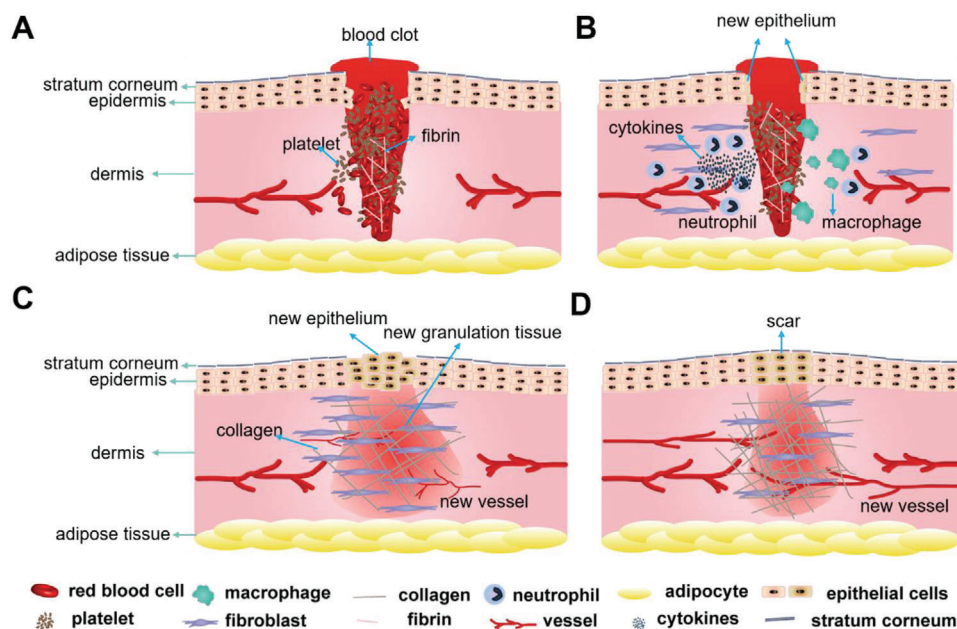 A
blood clot
stratum corneum
epidermis
platelet
fibrin
dermis
adipose tissue
B
new epithelium
cytokines
neutrophil
macrophage
C
new epithelium
new granulation tissue
stratum corneum
epidermis
collagen
dermis
new vessel
adipose tissue
D
scar
new vessel
red blood cell macrophage collagen neutrophil adipocyte epithelial cells
platelet fibroblast fibrin vessel cytokines stratum corneum